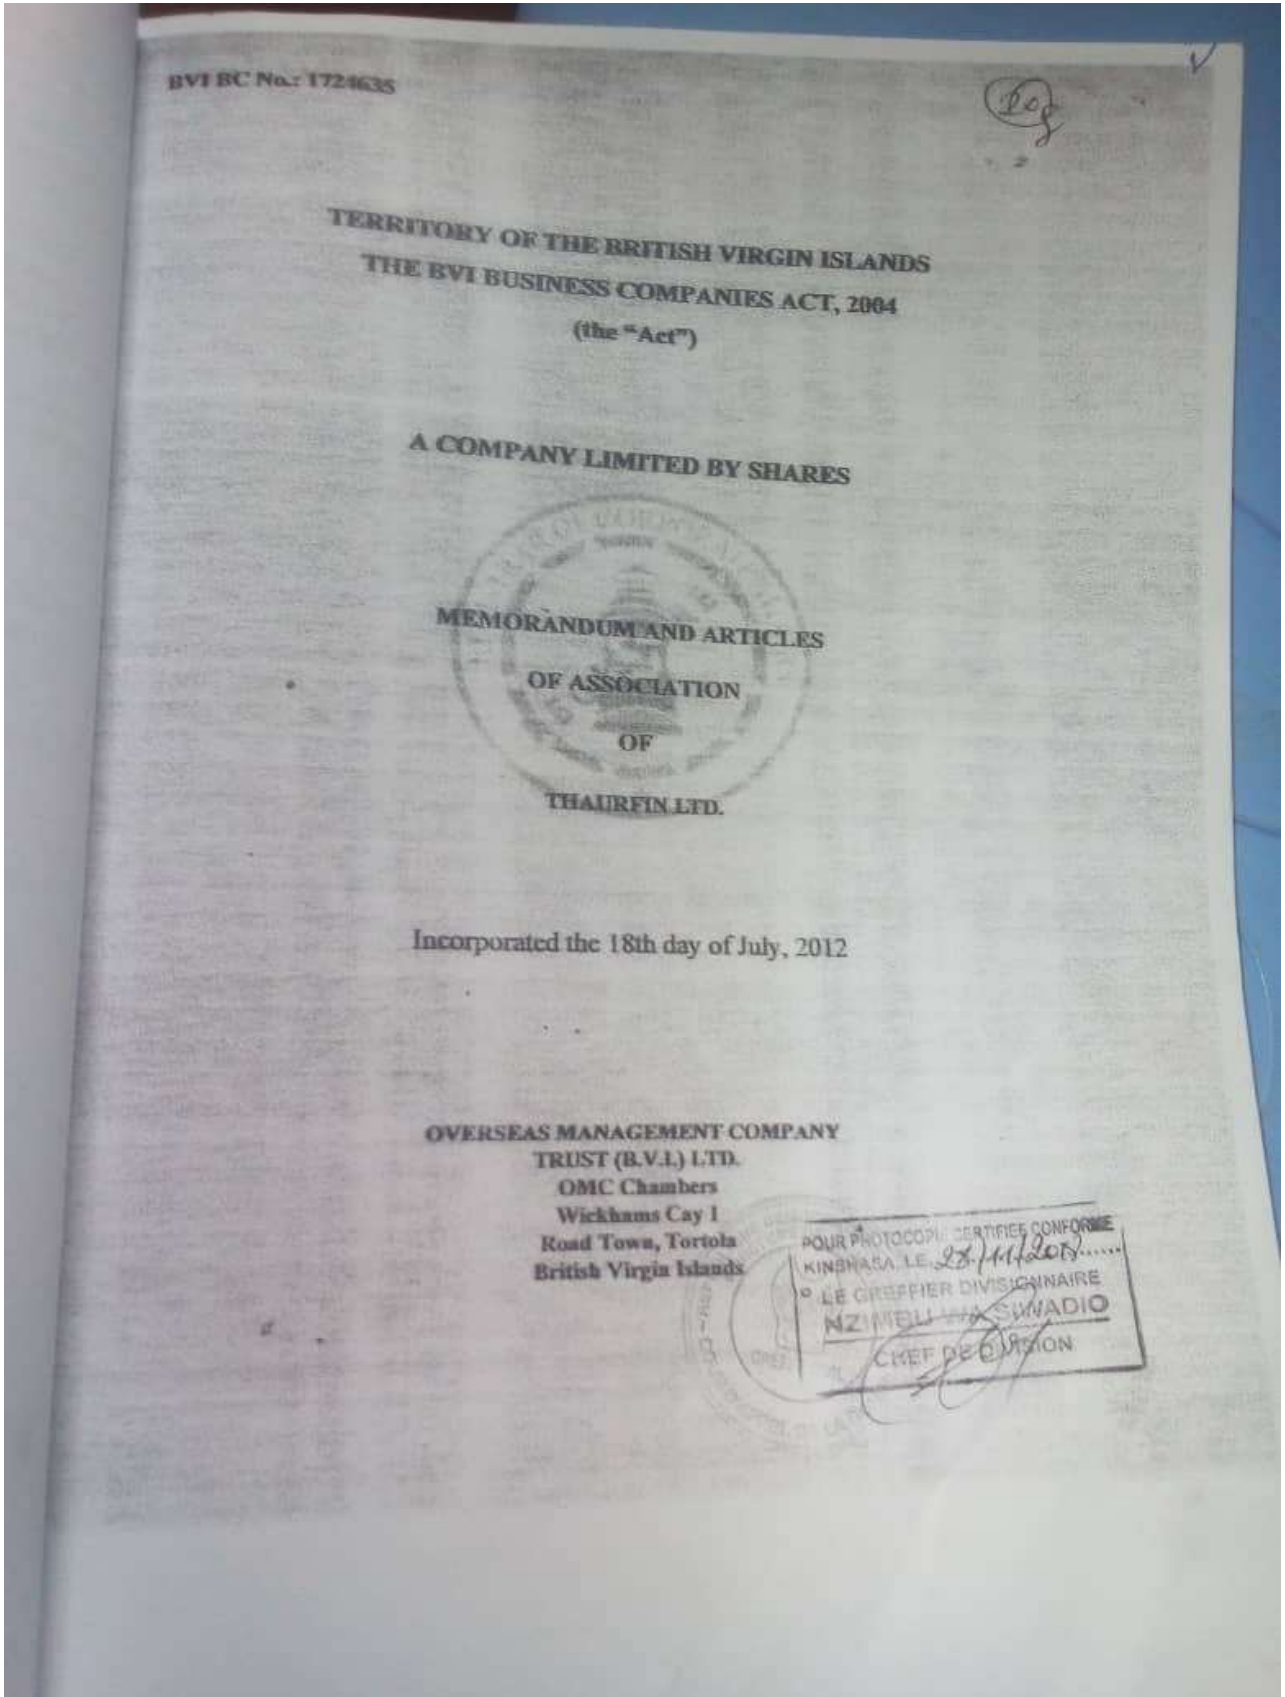 BVI BC No.: 1724635
TERRITORY OF THE BRITISH VIRGIN ISLANDS
THE BVI BUSINESS COMPANIES ACT, 2004
(the “Act”)
A COMPANY LIMITED BY SHARES
MEMORANDUM AND ARTICLES
OF ASSOCIATION
OF
THAURFIN LTD.
Incorporated the 18th day of July, 2012
OVERSEAS MANAGEMENT COMPANY
TRUST (B.V.I.) LTD.
OMC Chambers
Wickhams Cay 1
Road Town, Tortola
British Virgin Islands
POUR PHOTOCOPIE CERTIFIEE CONFORME
KINSHASA, LE
LE GREFFIER DIVISIONNAIRE
CHEF DE DIVISION